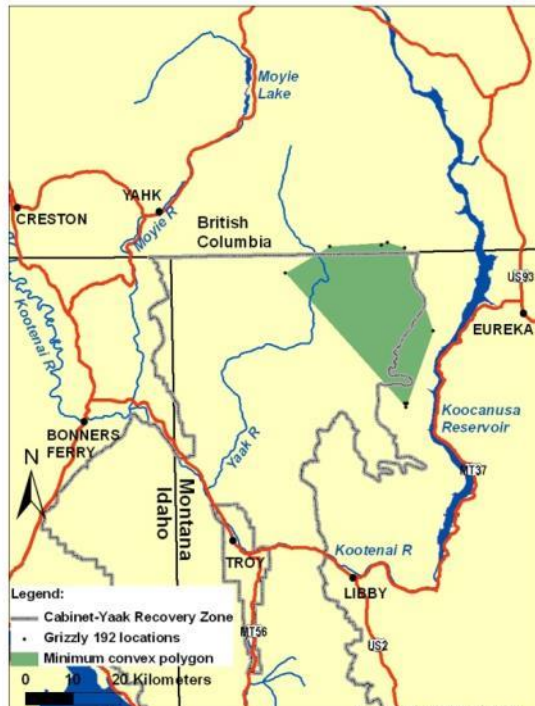 Moyie
Lake
YAHK
CRESTON
Moyie R
British
Columbia
Kootenai R
US93
EUREKA
Koocanusa
Reservoir
BONNERS
FERRY
Yaak R
N
MT37
Montana
Idaho
TROY
Kootenai R
LIBBY
Legend:
Cabinet-Yaak Recovery Zone
Grizzly 192 locations
Minimum convex polygon
MT56
US2
0 10 20 Kilometers